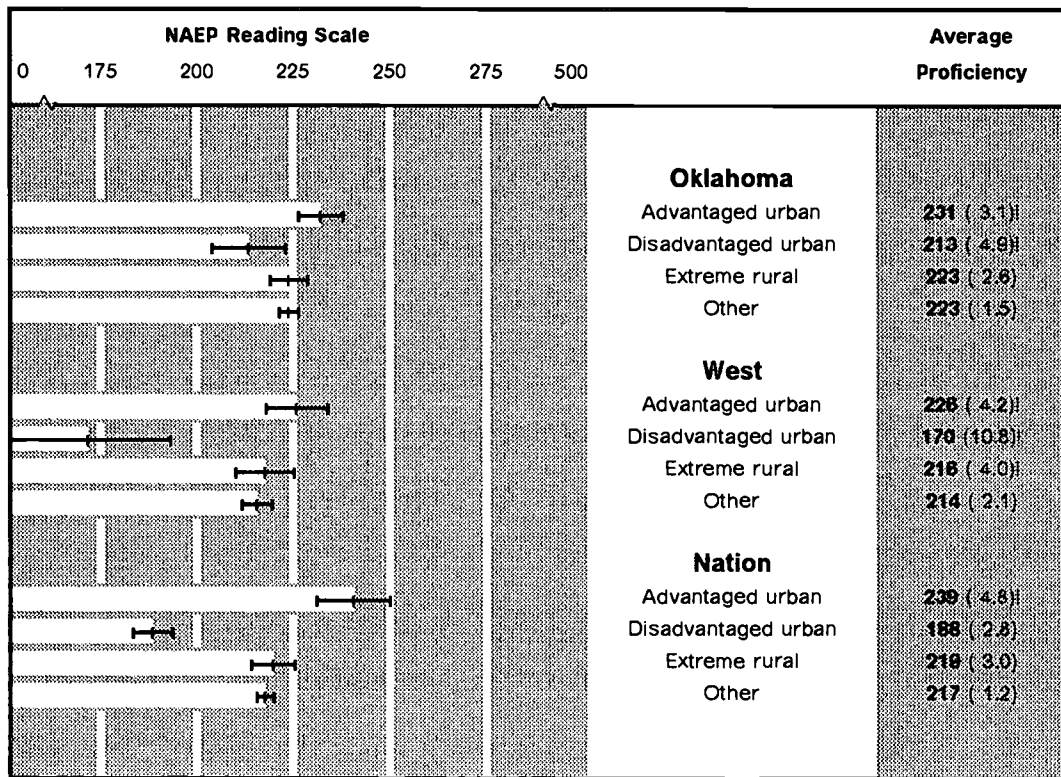 NAEP Reading Scale
Average
0 175 200 225 250 275 500 Proficiency
Oklahoma
Advantaged urban 231 ( 3.1)!
Disadvantaged urban 213 ( 4.9)!
Extreme rural 223 ( 2.6)
Other 223 ( 1.5)
West
Advantaged urban 226 ( 4.2)!
Disadvantaged urban 170 (10.8)!
Extreme rural 216 ( 4.0)!
Other 214 ( 2.1)
Nation
Advantaged urban 239 ( 4.8)!
Disadvantaged urban 188 ( 2.6)
Extreme rural 219 ( 3.0)
Other 217 ( 1.2)